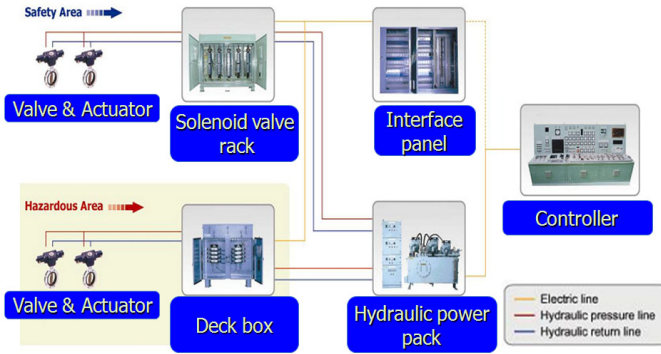 Safety Area
Valve & Actuator
Solenoid valve
rack
Interface
panel
Controller
Hazardous Area
Valve & Actuator
Deck box
Hydraulic power
pack
Electric line
Hydraulic pressure line
Hydraulic return line